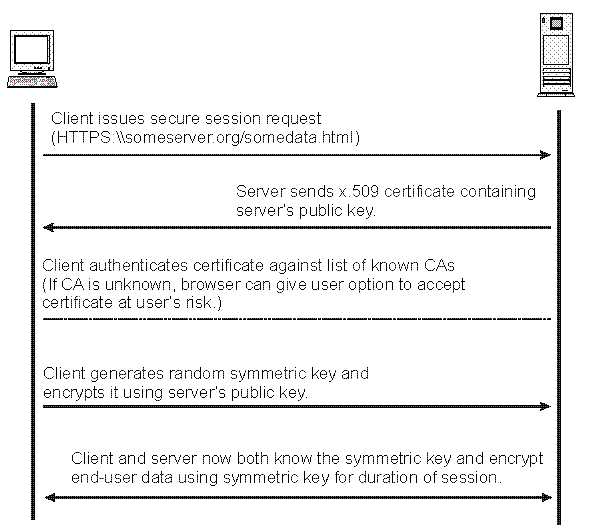 Client issues secure session request
(HTTPS:\\someserver.org/somedata.html)
Server sends x.509 certificate containing
server's public key.
Client authenticates certificate against list of known CAs
(If CA is unknown, browser can give user option to accept
certificate at user's risk.)
Client generates random symmetric key and
encrypts it using server's public key.
Client and server now both know the symmetric key and encrypt
end-user data using symmetric key for duration of session.